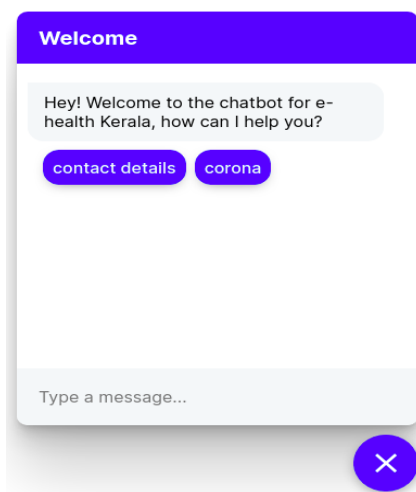 Welcome
Hey! Welcome to the chatbot for e-
health Kerala, how can I help you?
contact details corona
Type a message...